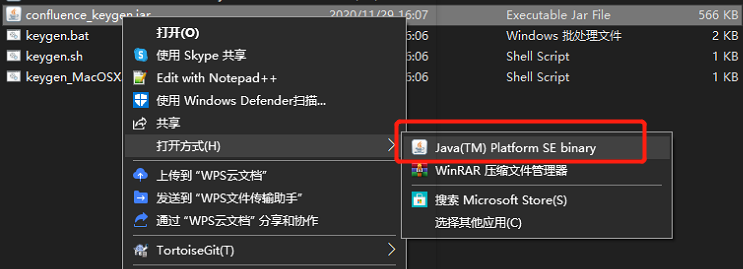 confluence_keygen.jar 2020/11/29 16:07 Executable Jar File 566 KB
keygen.bat 6:06 Windows 批处理文件 2 KB
keygen.sh 6:06 Shell Script 1 KB
keygen_MacOSX 6:06 Shell Script 1 KB
打开(O)
使用 Skype 共享
Edit with Notepad++
使用 Windows Defender扫描...
共享
打开方式(H)
上传到 “WPS云文档”
发送到 “WPS文件传输助手”
通过 “WPS云文档” 分享和协作
TortoiseGit(T)
Java(TM) Platform SE binary
WinRAR 压缩文件管理器
搜索 Microsoft Store(S)
选择其他应用(C)